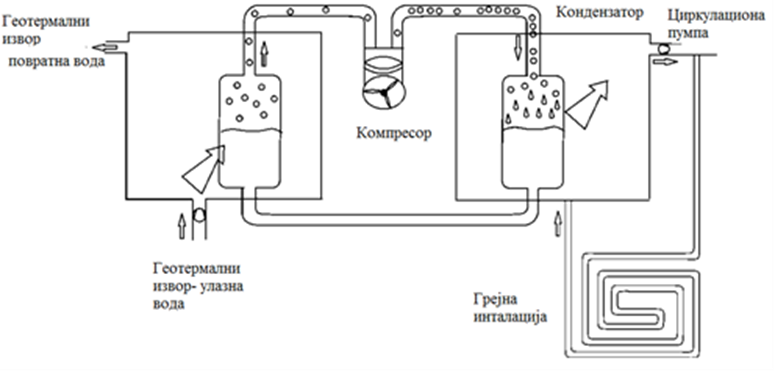 Геотермални
извор
повратна вода
Кондензатор
Циркулациона
пумпа
Компресор
Геотермални
извор- улазна
вода
Грејна
инталација